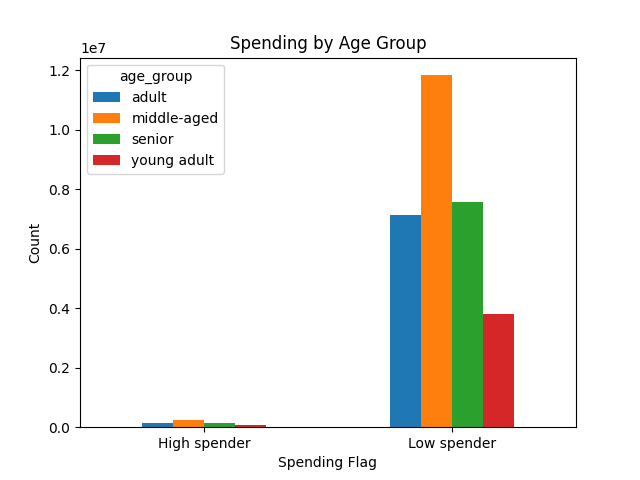 Spending by Age Group
1e7
1.2
1.0
0.8
0.6
0.4
0.2
0.0
Count
age_group
adult
middle-aged
senior
young adult
High spender
Low spender
Spending Flag